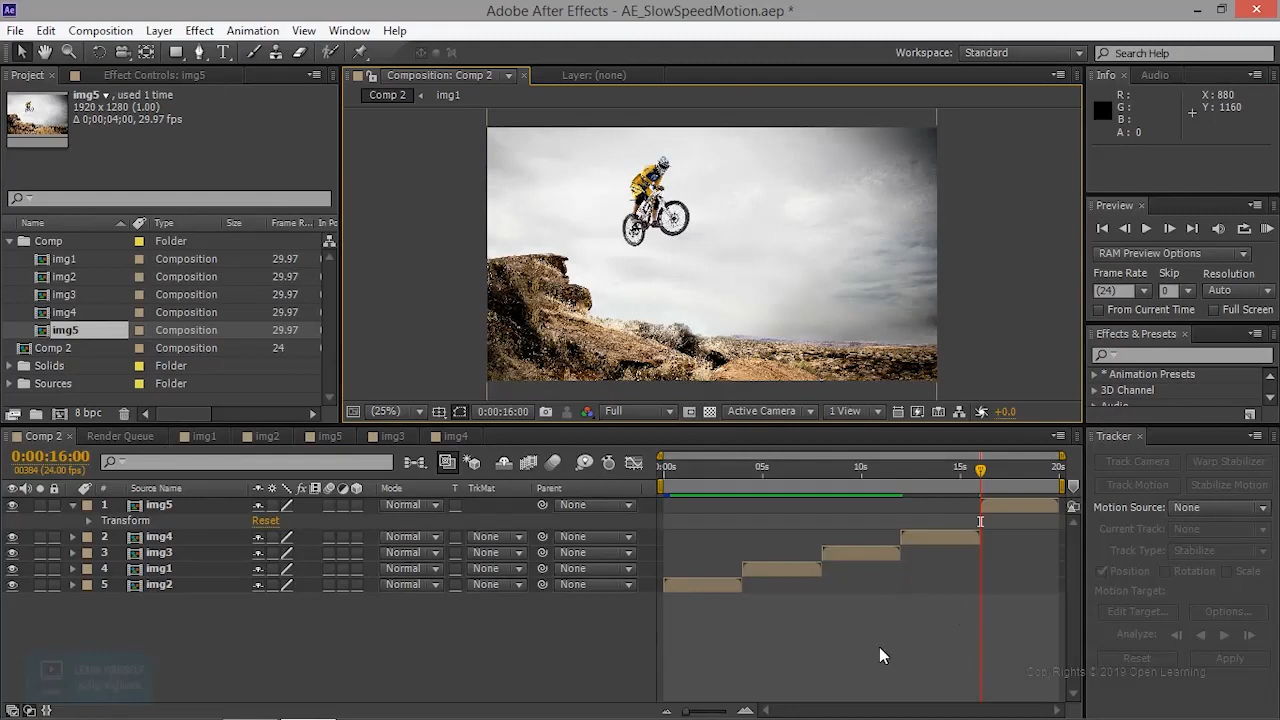 Adobe After Effects - AE_SlowSpeedMotion.aep *
File Edit Composition Layer Effect Animation View Window Help
Workspace: Standard Search Help
Project Effect Controls: img5
img5, used 1 time
1920 x 1280 (1.00)
Δ 0;00;04;00, 29.97 fps
Name Type Size Frame R... In Po
Comp Folder
img1 Composition 29.97
img2 Composition 29.97
img3 Composition 29.97
img4 Composition 29.97
img5 Composition 29.97
Comp 2 Composition 24
Solids Folder
Sources Folder
8 bpc
Composition: Comp 2 Layer: (none)
Comp 2 img1
(25%) 0:00:16:00 Full Active Camera 1 View +0.0
Info Audio
R : X : 880
G : Y : 1160
B :
A : 0
Preview
RAM Preview Options
Frame Rate Skip Resolution
(24) 0 Auto
From Current Time Full Screen
Effects & Presets
* Animation Presets
3D Channel
Audio
Comp 2 Render Queue img1 img2 img5 img3 img4
0:00:16:00
00384 (24.00 fps)
:00s 05s 10s 15s 20s
# Source Name Mode T TrkMat Parent
1 img5 Normal None
Transform Reset
2 img4 Normal None None
3 img3 Normal None None
4 img1 Normal None None
5 img2 Normal None None
Tracker
Track Camera Warp Stabilizer
Track Motion Stabilize Motion
Motion Source: None
Current Track: None
Track Type: Stabilize
Position Rotation Scale
Motion Target:
Edit Target... Options...
Analyze:
Reset Apply
Copy Rights © 2019 Open Learning